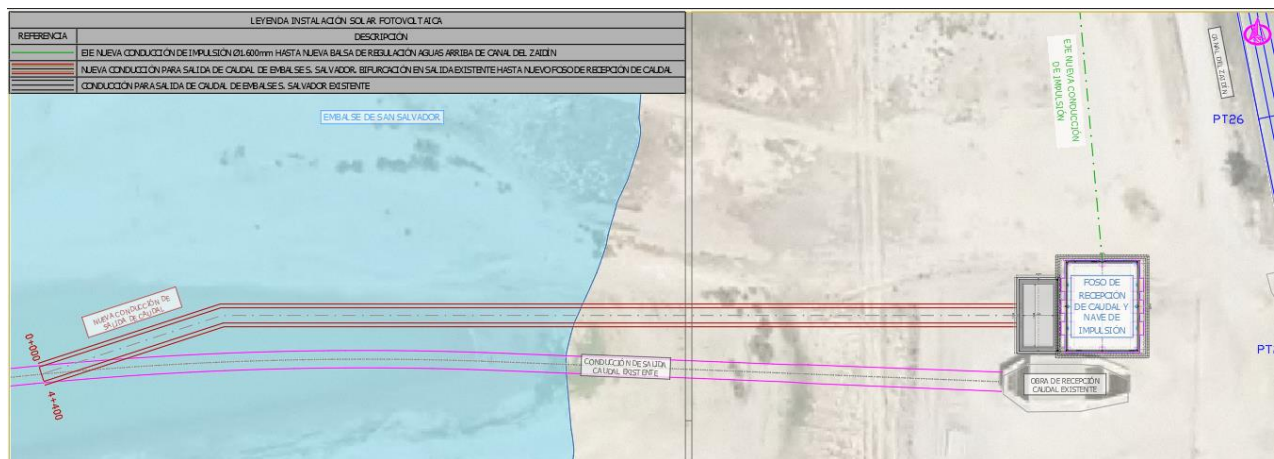 LEYENDA INSTALACIÓN SOLAR FOTOVOLTAICA
REFERENCIA DESCRIPCIÓN
EJE NUEVA CONDUCCIÓN DE IMPULSIÓN Ø1.600mm HASTA NUEVA BALSA DE REGULACIÓN AGUAS ARRIBA DE CANAL DEL ZAIDÍN
NUEVA CONDUCCIÓN PARA SALIDA DE CAUDAL DE EMBALSE S. SALVADOR. BIFURCACIÓN EN SALIDA EXISTENTE HASTA NUEVO FOSO DE RECEPCIÓN DE CAUDAL
CONDUCCIÓN PARA SALIDA DE CAUDAL DE EMBALSE S. SALVADOR EXISTENTE
EMBALSE DE SAN SALVADOR
EJE NUEVA CONDUCCIÓN
DE IMPULSIÓN
CANAL DEL ZAIDÍN
PT26
NUEVA CONDUCCIÓN DE
SALIDA DE CAUDAL
0+000
4+400
CONDUCCIÓN DE SALIDA
CAUDAL EXISTENTE
FOSO DE
RECEPCIÓN
DE CAUDAL Y
NAVE DE
IMPULSIÓN
OBRA DE RECEPCIÓN
CAUDAL EXISTENTE